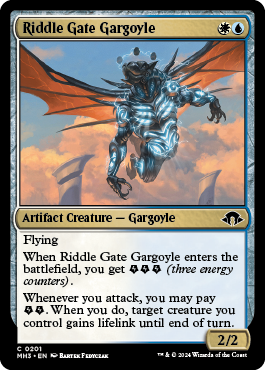 Riddle Gate Gargoyle
Artifact Creature — Gargoyle
Flying
When Riddle Gate Gargoyle enters the
battlefield, you get (three energy
counters).
Whenever you attack, you may pay
. When you do, target creature you
control gains lifelink until end of turn.
2/2
C 0201
MH3 • EN Bartek Fedyczak
™ & © 2024 Wizards of the Coast